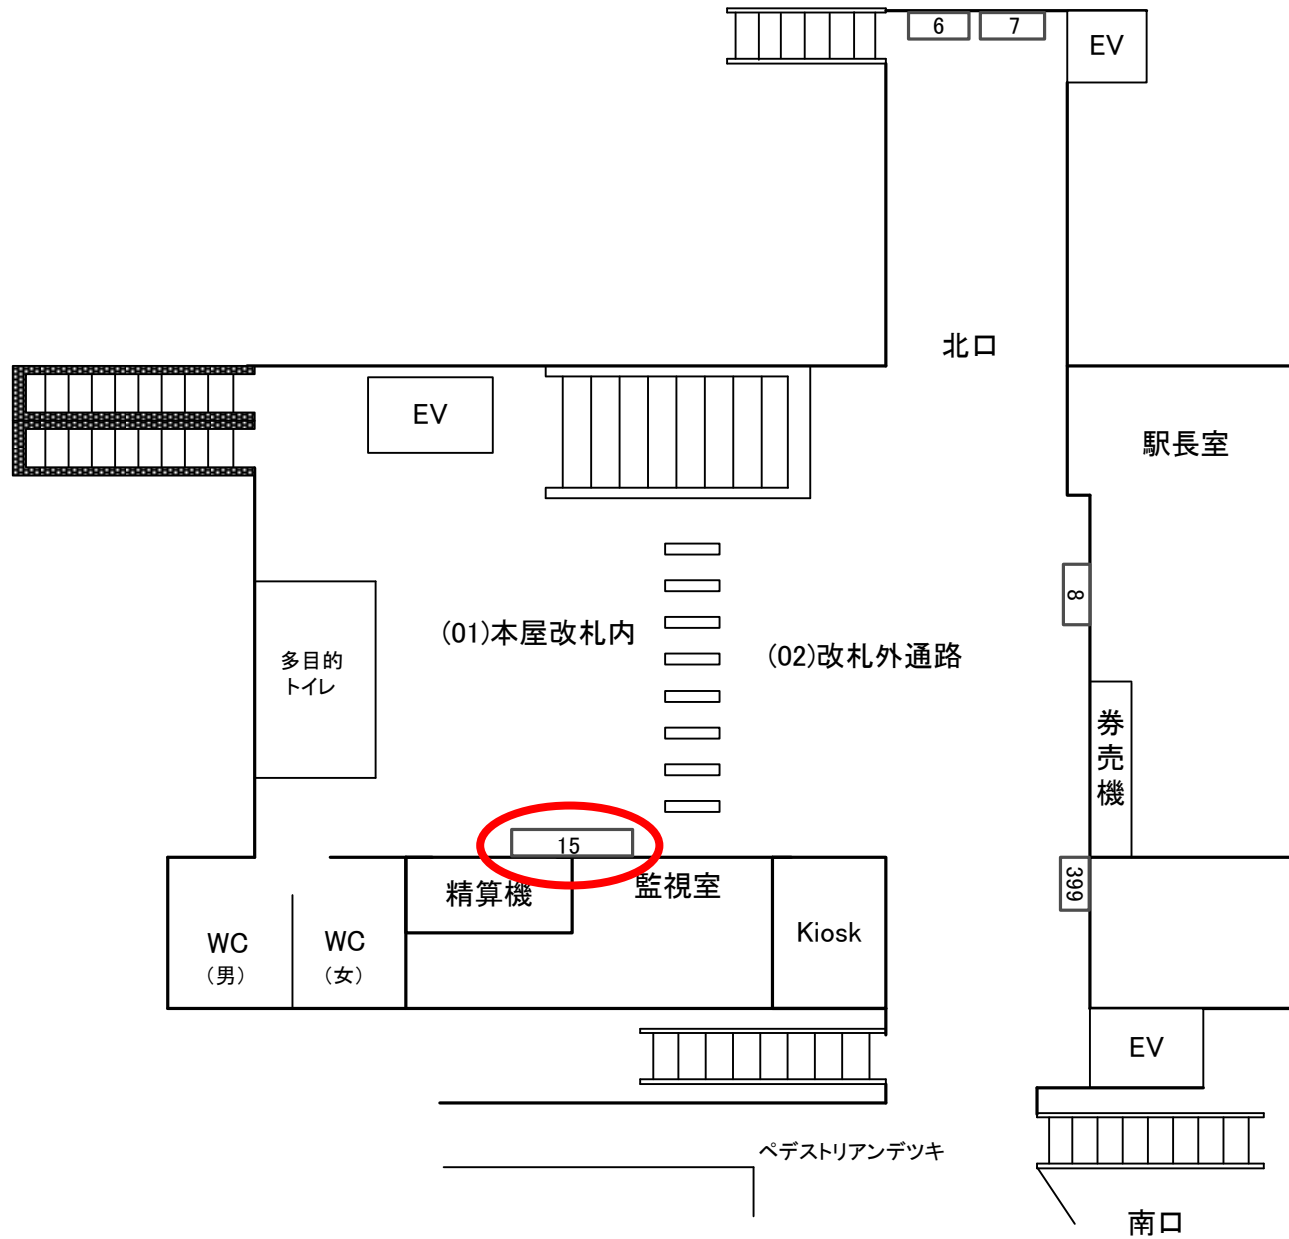 6
7
EV
北口
EV
駅長室
8
(01)本屋改札内
(02)改札外通路
多目的
トイレ
券売機
15
精算機
監視室
399
Kiosk
WC
（男）
WC
（女）
EV
ペデストリアンデツキ
南口